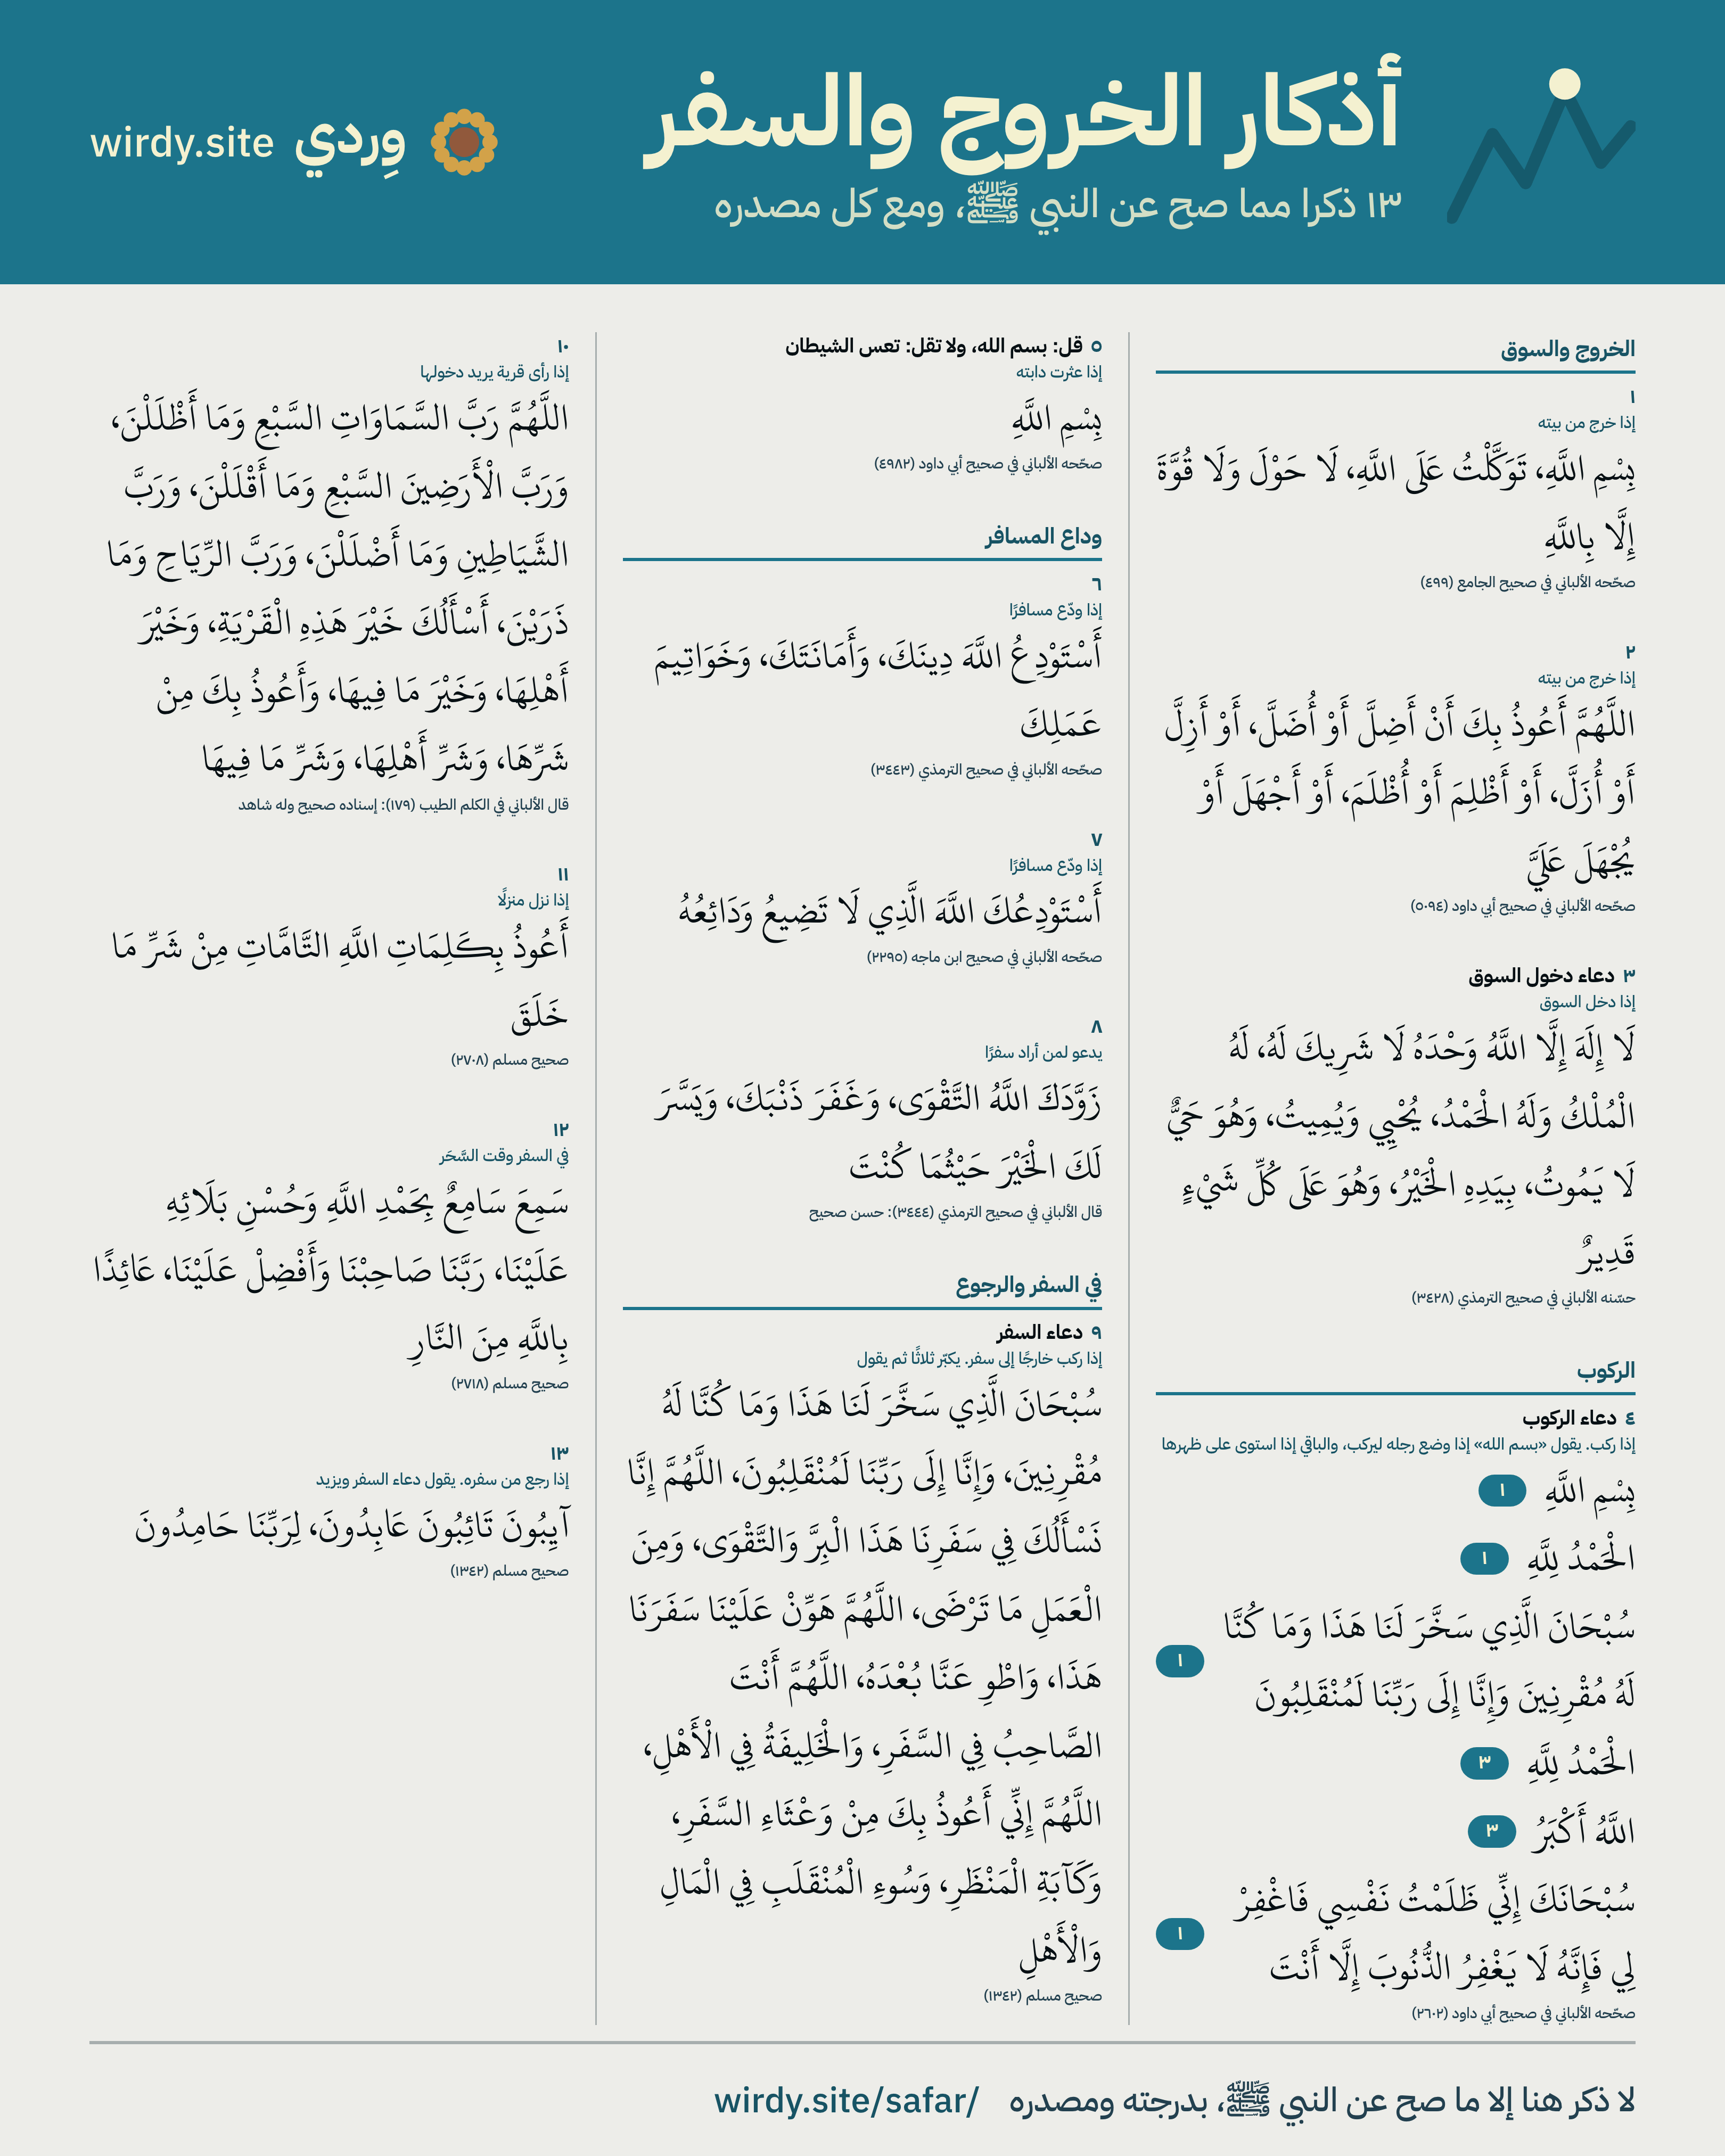 أذكار الخروج والسفر
١٣ ذكرا مما صح عن النبي ﷺ، ومع كل مصدره
وِردي wirdy.site
الخروج والسوق
١
إذا خرج من بيته
بِسْمِ اللَّهِ، تَوَكَّلْتُ عَلَى اللَّهِ، لَا حَوْلَ وَلَا قُوَّةَ
إِلَّا بِاللَّهِ
صحّحه الألباني في صحيح الجامع (٤٩٩)
٢
إذا خرج من بيته
اللَّهُمَّ أَعُوذُ بِكَ أَنْ أَضِلَّ أَوْ أُضَلَّ، أَوْ أَزِلَّ
أَوْ أُزَلَّ، أَوْ أَظْلِمَ أَوْ أُظْلَمَ، أَوْ أَجْهَلَ أَوْ
يُجْهَلَ عَلَيَّ
صحّحه الألباني في صحيح أبي داود (٥٠٩٤)
٣ دعاء دخول السوق
إذا دخل السوق
لَا إِلَهَ إِلَّا اللَّهُ وَحْدَهُ لَا شَرِيكَ لَهُ، لَهُ
الْمُلْكُ وَلَهُ الْحَمْدُ، يُحْيِي وَيُمِيتُ، وَهُوَ حَيٌّ
لَا يَمُوتُ، بِيَدِهِ الْخَيْرُ، وَهُوَ عَلَى كُلِّ شَيْءٍ
قَدِيرٌ
حسّنه الألباني في صحيح الترمذي (٣٤٢٨)
الركوب
٤ دعاء الركوب
إذا ركب. يقول «بسم الله» إذا وضع رجله ليركب، والباقي إذا استوى على ظهرها
بِسْمِ اللَّهِ ١
الْحَمْدُ لِلَّهِ ١
سُبْحَانَ الَّذِي سَخَّرَ لَنَا هَذَا وَمَا كُنَّا
لَهُ مُقْرِنِينَ وَإِنَّا إِلَى رَبِّنَا لَمُنْقَلِبُونَ ١
الْحَمْدُ لِلَّهِ ٣
اللَّهُ أَكْبَرُ ٣
سُبْحَانَكَ إِنِّي ظَلَمْتُ نَفْسِي فَاغْفِرْ
لِي فَإِنَّهُ لَا يَغْفِرُ الذُّنُوبَ إِلَّا أَنْتَ ١
صحّحه الألباني في صحيح أبي داود (٢٦٠٢)
٥ قل: بسم الله، ولا تقل: تعس الشيطان
إذا عثرت دابته
بِسْمِ اللَّهِ
صحّحه الألباني في صحيح أبي داود (٤٩٨٢)
وداع المسافر
٦
إذا ودّع مسافرًا
أَسْتَوْدِعُ اللَّهَ دِينَكَ، وَأَمَانَتَكَ، وَخَوَاتِيمَ
عَمَلِكَ
صحّحه الألباني في صحيح الترمذي (٣٤٤٣)
٧
إذا ودّع مسافرًا
أَسْتَوْدِعُكَ اللَّهَ الَّذِي لَا تَضِيعُ وَدَائِعُهُ
صحّحه الألباني في صحيح ابن ماجه (٢٢٩٥)
٨
يدعو لمن أراد سفرًا
زَوَّدَكَ اللَّهُ التَّقْوَى، وَغَفَرَ ذَنْبَكَ، وَيَسَّرَ
لَكَ الْخَيْرَ حَيْثُمَا كُنْتَ
قال الألباني في صحيح الترمذي (٣٤٤٤): حسن صحيح
في السفر والرجوع
٩ دعاء السفر
إذا ركب خارجًا إلى سفر. يكبّر ثلاثًا ثم يقول
سُبْحَانَ الَّذِي سَخَّرَ لَنَا هَذَا وَمَا كُنَّا لَهُ
مُقْرِنِينَ، وَإِنَّا إِلَى رَبِّنَا لَمُنْقَلِبُونَ، اللَّهُمَّ إِنَّا
نَسْأَلُكَ فِي سَفَرِنَا هَذَا الْبِرَّ وَالتَّقْوَى، وَمِنَ
الْعَمَلِ مَا تَرْضَى، اللَّهُمَّ هَوِّنْ عَلَيْنَا سَفَرَنَا
هَذَا، وَاطْوِ عَنَّا بُعْدَهُ، اللَّهُمَّ أَنْتَ
الصَّاحِبُ فِي السَّفَرِ، وَالْخَلِيفَةُ فِي الْأَهْلِ،
اللَّهُمَّ إِنِّي أَعُوذُ بِكَ مِنْ وَعْثَاءِ السَّفَرِ،
وَكَآبَةِ الْمَنْظَرِ، وَسُوءِ الْمُنْقَلَبِ فِي الْمَالِ
وَالْأَهْلِ
صحيح مسلم (١٣٤٢)
١٠
إذا رأى قرية يريد دخولها
اللَّهُمَّ رَبَّ السَّمَاوَاتِ السَّبْعِ وَمَا أَظْلَلْنَ،
وَرَبَّ الْأَرَضِينَ السَّبْعِ وَمَا أَقْلَلْنَ، وَرَبَّ
الشَّيَاطِينِ وَمَا أَضْلَلْنَ، وَرَبَّ الرِّيَاحِ وَمَا
ذَرَيْنَ، أَسْأَلُكَ خَيْرَ هَذِهِ الْقَرْيَةِ، وَخَيْرَ
أَهْلِهَا، وَخَيْرَ مَا فِيهَا، وَأَعُوذُ بِكَ مِنْ
شَرِّهَا، وَشَرِّ أَهْلِهَا، وَشَرِّ مَا فِيهَا
قال الألباني في الكلم الطيب (١٧٩): إسناده صحيح وله شاهد
١١
إذا نزل منزلًا
أَعُوذُ بِكَلِمَاتِ اللَّهِ التَّامَّاتِ مِنْ شَرِّ مَا
خَلَقَ
صحيح مسلم (٢٧٠٨)
١٢
في السفر وقت السَّحَر
سَمِعَ سَامِعٌ بِحَمْدِ اللَّهِ وَحُسْنِ بَلَائِهِ
عَلَيْنَا، رَبَّنَا صَاحِبْنَا وَأَفْضِلْ عَلَيْنَا، عَائِذًا
بِاللَّهِ مِنَ النَّارِ
صحيح مسلم (٢٧١٨)
١٣
إذا رجع من سفره. يقول دعاء السفر ويزيد
آيِبُونَ تَائِبُونَ عَابِدُونَ، لِرَبِّنَا حَامِدُونَ
صحيح مسلم (١٣٤٢)
لا ذكر هنا إلا ما صح عن النبي ﷺ، بدرجته ومصدره wirdy.site/safar/